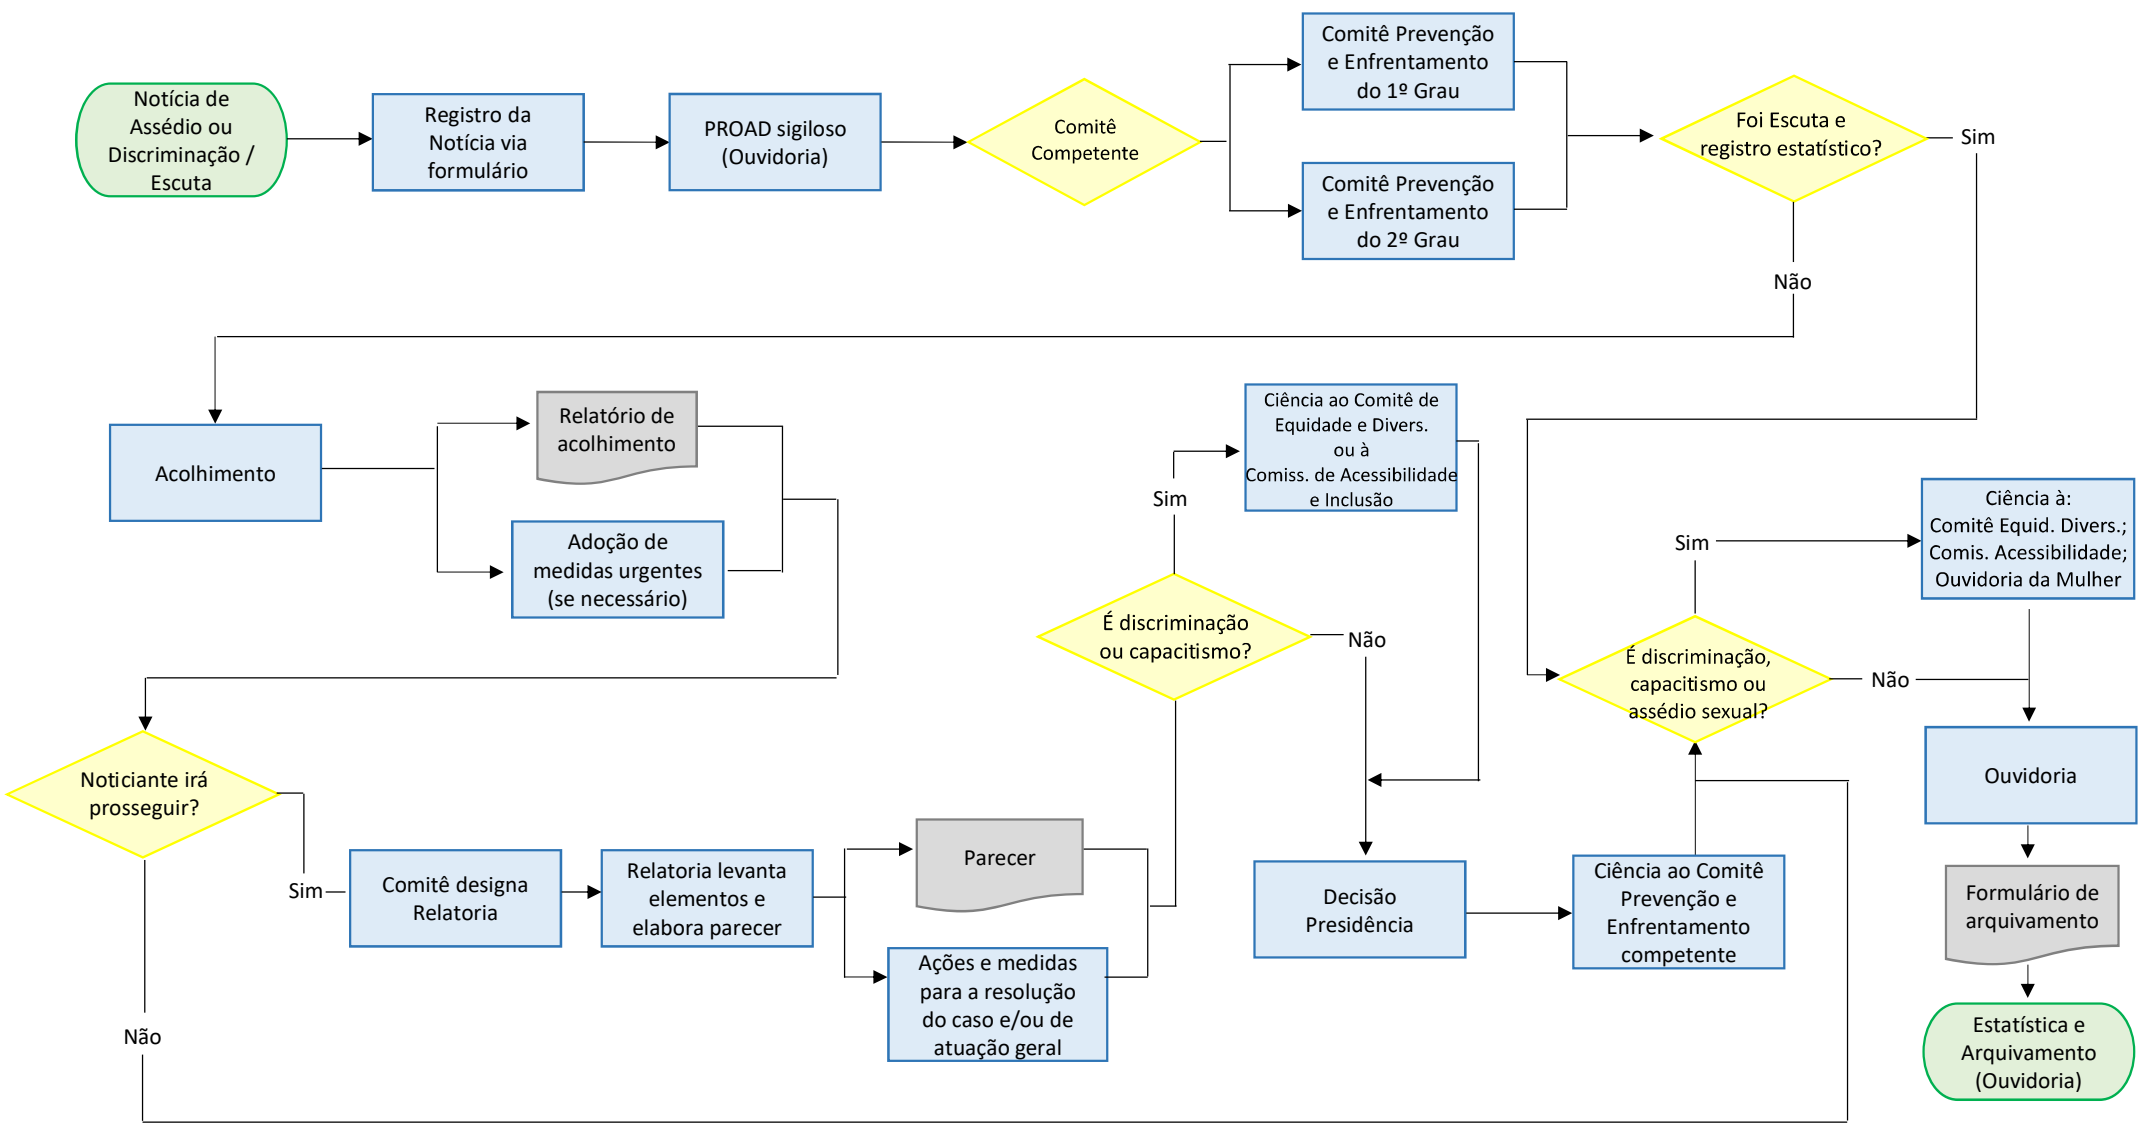 Notícia de
Assédio ou
Discriminação /
Escuta
Registro da
Notícia via
formulário
PROAD sigiloso
(Ouvidoria)
Comitê
Competente
Comitê Prevenção
e Enfrentamento
do 1º Grau
Comitê Prevenção
e Enfrentamento
do 2º Grau
Foi Escuta e
registro estatístico?
Sim
Não
Acolhimento
Relatório de
acolhimento
Adoção de
medidas urgentes
(se necessário)
Noticiante irá
prosseguir?
Sim
Não
Comitê designa
Relatoria
Relatoria levanta
elementos e
elabora parecer
Parecer
Ações e medidas
para a resolução
do caso e/ou de
atuação geral
É discriminação
ou capacitismo?
Sim
Não
Ciência ao Comitê de
Equidade e Divers.
ou à
Comiss. de Acessibilidade
e Inclusão
Decisão
Presidência
Ciência ao Comitê
Prevenção e
Enfrentamento
competente
É discriminação,
capacitismo ou
assédio sexual?
Sim
Não
Ciência à:
Comitê Equid. Divers.;
Comis. Acessibilidade;
Ouvidoria da Mulher
Ouvidoria
Formulário de
arquivamento
Estatística e
Arquivamento
(Ouvidoria)